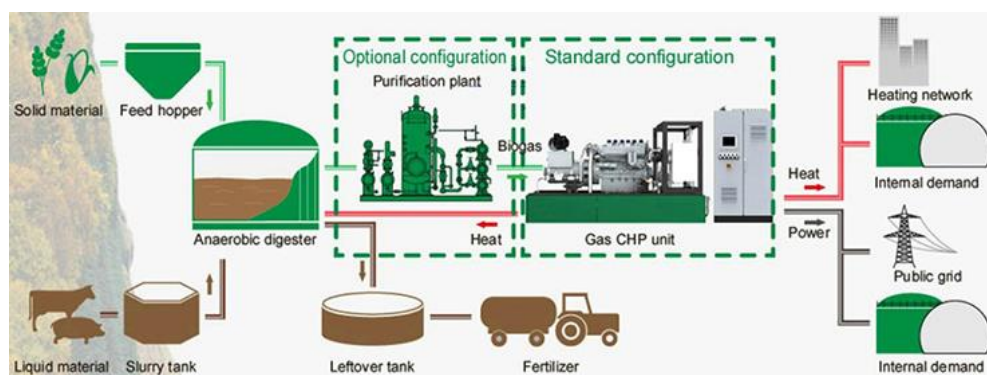 Optional configuration
Purification plant
Standard configuration
Solid material
Feed hopper
Biogas
Heating network
Heat
Internal demand
Anaerobic digester
Heat
Gas CHP unit
Power
Public grid
Liquid material
Slurry tank
Leftover tank
Fertilizer
Internal demand